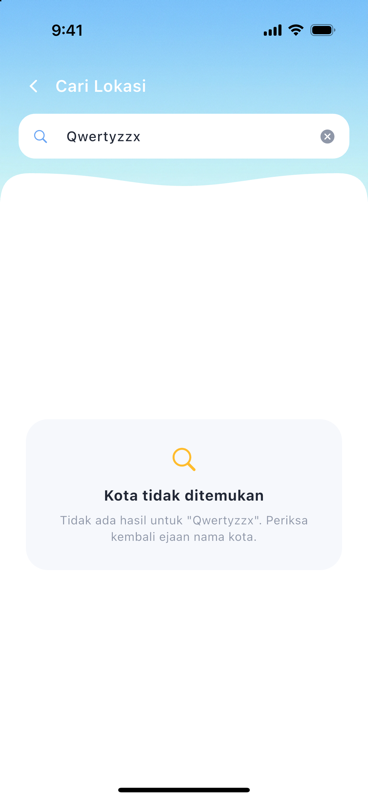 9:41
Cari Lokasi
Qwertyzzx
Kota tidak ditemukan
Tidak ada hasil untuk "Qwertyzzx". Periksa
kembali ejaan nama kota.